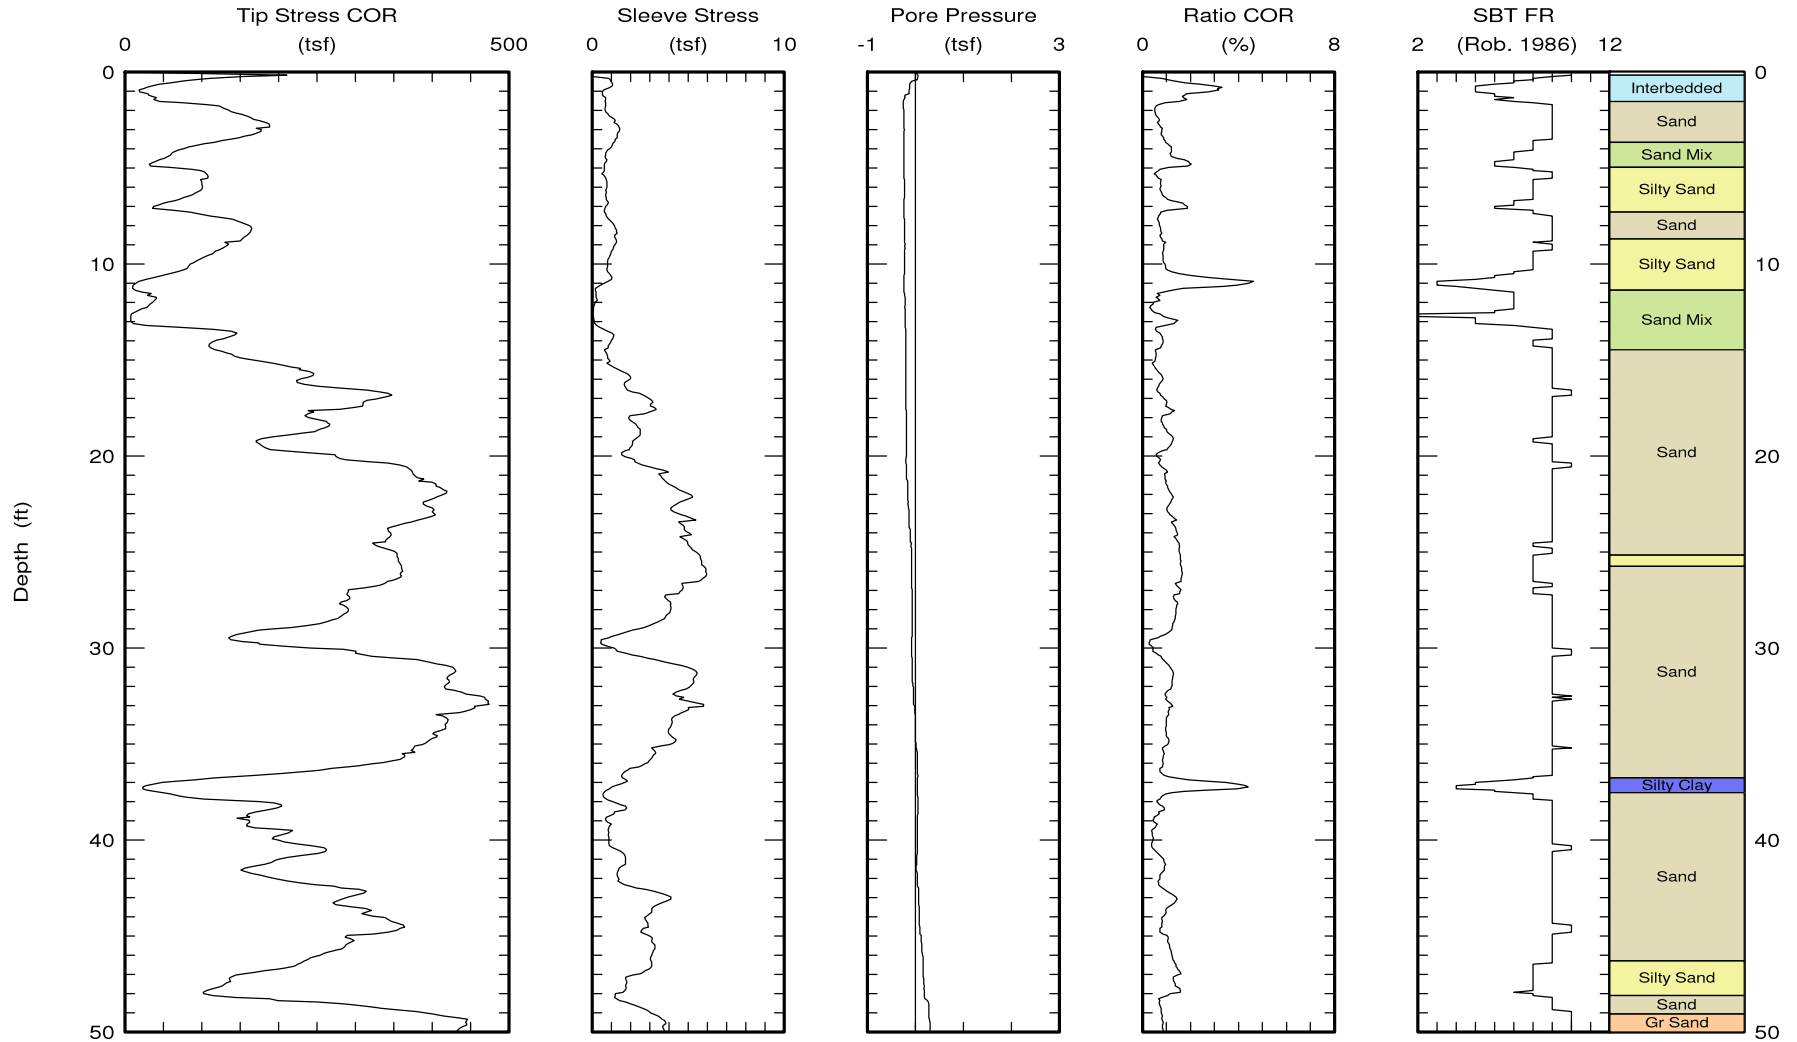 Tip Stress COR Sleeve Stress Pore Pressure Ratio COR SBT FR
0 (tsf) 500 0 (tsf) 10 -1 (tsf) 3 0 (%) 8 2 (Rob. 1986) 12
0 0
Interbedded
Sand
Sand Mix
Silty Sand
Sand
10 Silty Sand 10
Sand Mix
20 Sand 20
Depth (ft)
30 30
Sand
Silty Clay
40 40
Sand
Silty Sand
Sand
Gr Sand
50 50